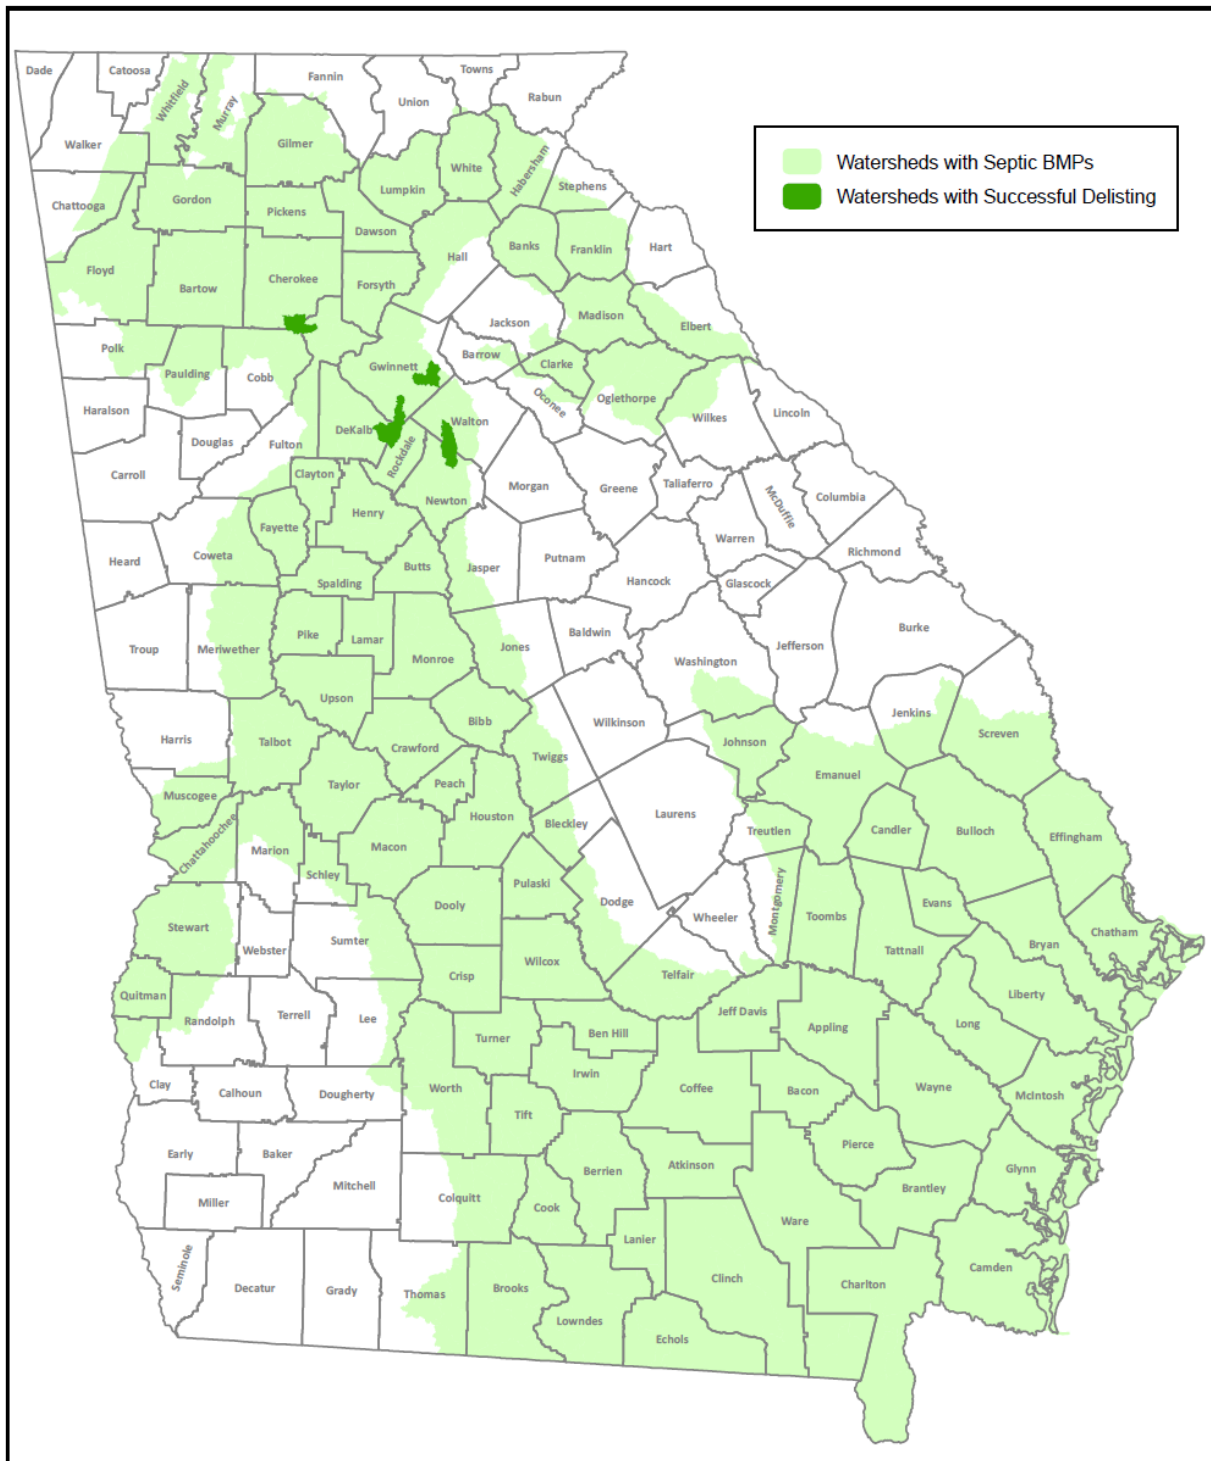 Dade
Catoosa
Whitfield
Murray
Fannin
Union
Towns
Rabun
Walker
Gilmer
White
Habersham
Stephens
Lumpkin
Chattooga
Gordon
Pickens
Dawson
Hall
Banks
Franklin
Hart
Floyd
Bartow
Cherokee
Forsyth
Jackson
Madison
Elbert
Polk
Paulding
Cobb
Gwinnett
Barrow
Clarke
Oconee
Oglethorpe
Wilkes
Lincoln
Haralson
Douglas
Fulton
DeKalb
Rockdale
Walton
Carroll
Clayton
Newton
Morgan
Greene
Taliaferro
McDuffie
Columbia
Heard
Coweta
Fayette
Henry
Spalding
Butts
Jasper
Putnam
Hancock
Warren
Glascock
Richmond
Troup
Meriwether
Pike
Lamar
Monroe
Jones
Baldwin
Washington
Jefferson
Burke
Harris
Talbot
Upson
Crawford
Bibb
Twiggs
Wilkinson
Johnson
Jenkins
Screven
Muscogee
Chattahoochee
Marion
Taylor
Peach
Houston
Bleckley
Laurens
Treutlen
Emanuel
Candler
Bulloch
Effingham
Stewart
Webster
Schley
Macon
Dooly
Pulaski
Dodge
Wheeler
Montgomery
Toombs
Tattnall
Evans
Bryan
Chatham
Quitman
Randolph
Terrell
Sumter
Lee
Crisp
Wilcox
Telfair
Jeff Davis
Appling
Long
Liberty
Clay
Calhoun
Dougherty
Worth
Turner
Ben Hill
Irwin
Tift
Coffee
Bacon
Wayne
McIntosh
Early
Baker
Miller
Mitchell
Colquitt
Cook
Berrien
Atkinson
Pierce
Brantley
Glynn
Seminole
Decatur
Grady
Thomas
Brooks
Lowndes
Lanier
Echols
Clinch
Ware
Charlton
Camden
Watersheds with Septic BMPs
Watersheds with Successful Delisting